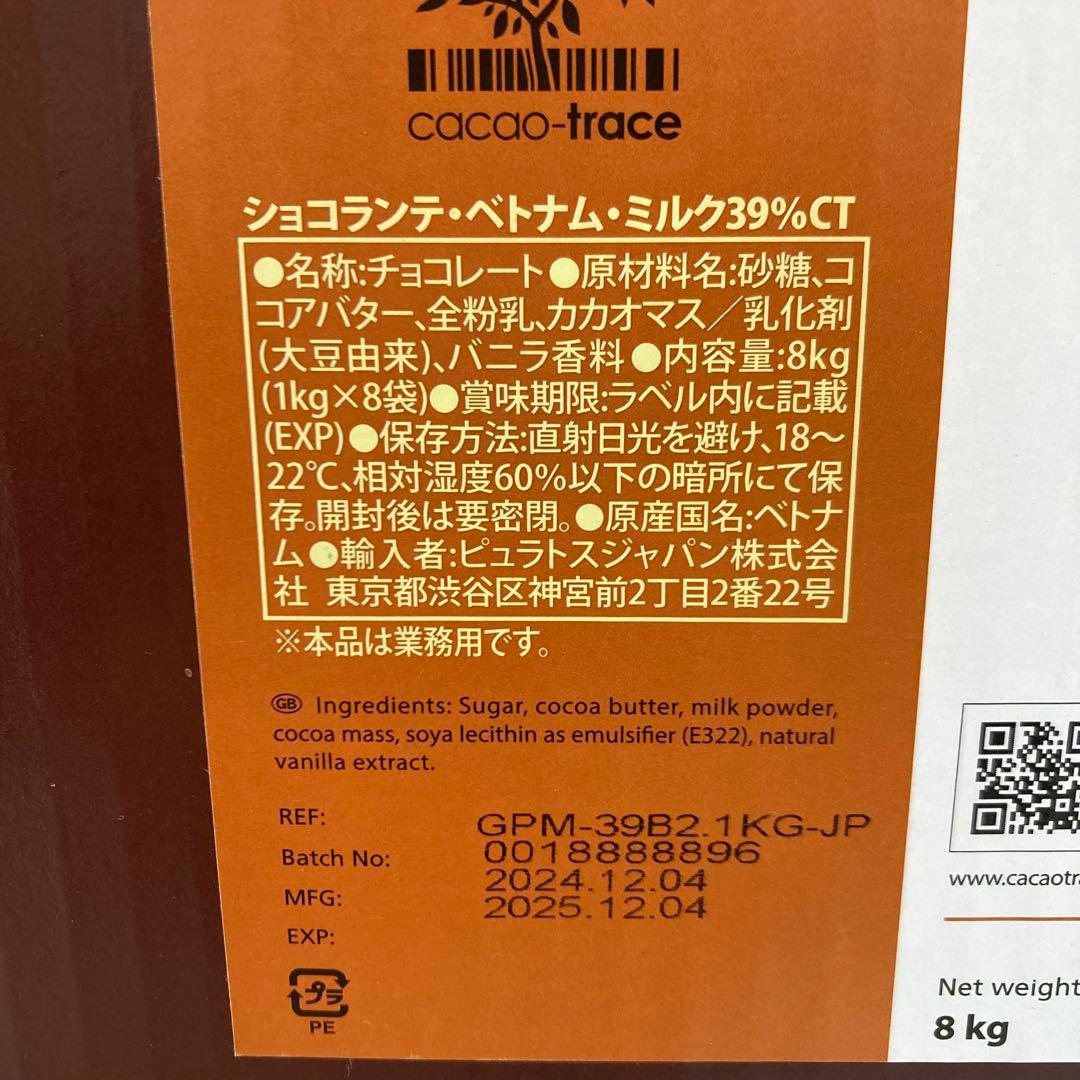 cacao-trace
ショコランテ・ベトナム・ミルク39%CT
●名称:チョコレート●原材料名:砂糖、コ
コアバター、全粉乳、カカオマス／乳化剤
(大豆由来)、バニラ香料●内容量:8kg
(1kg×8袋)●賞味期限:ラベル内に記載
(EXP)●保存方法:直射日光を避け、18〜
22℃、相対湿度60%以下の暗所にて保
存。開封後は要密閉。●原産国名:ベトナ
ム●輸入者:ピュラトスジャパン株式会
社 東京都渋谷区神宮前2丁目2番22号
※本品は業務用です。
GB Ingredients: Sugar, cocoa butter, milk powder,
cocoa mass, soya lecithin as emulsifier (E322), natural
vanilla extract.
REF: GPM-39B2.1KG-JP
Batch No: 0018888896
MFG: 2024.12.04
EXP: 2025.12.04
プラ
PE
www.cacaotra
Net weight
8 kg